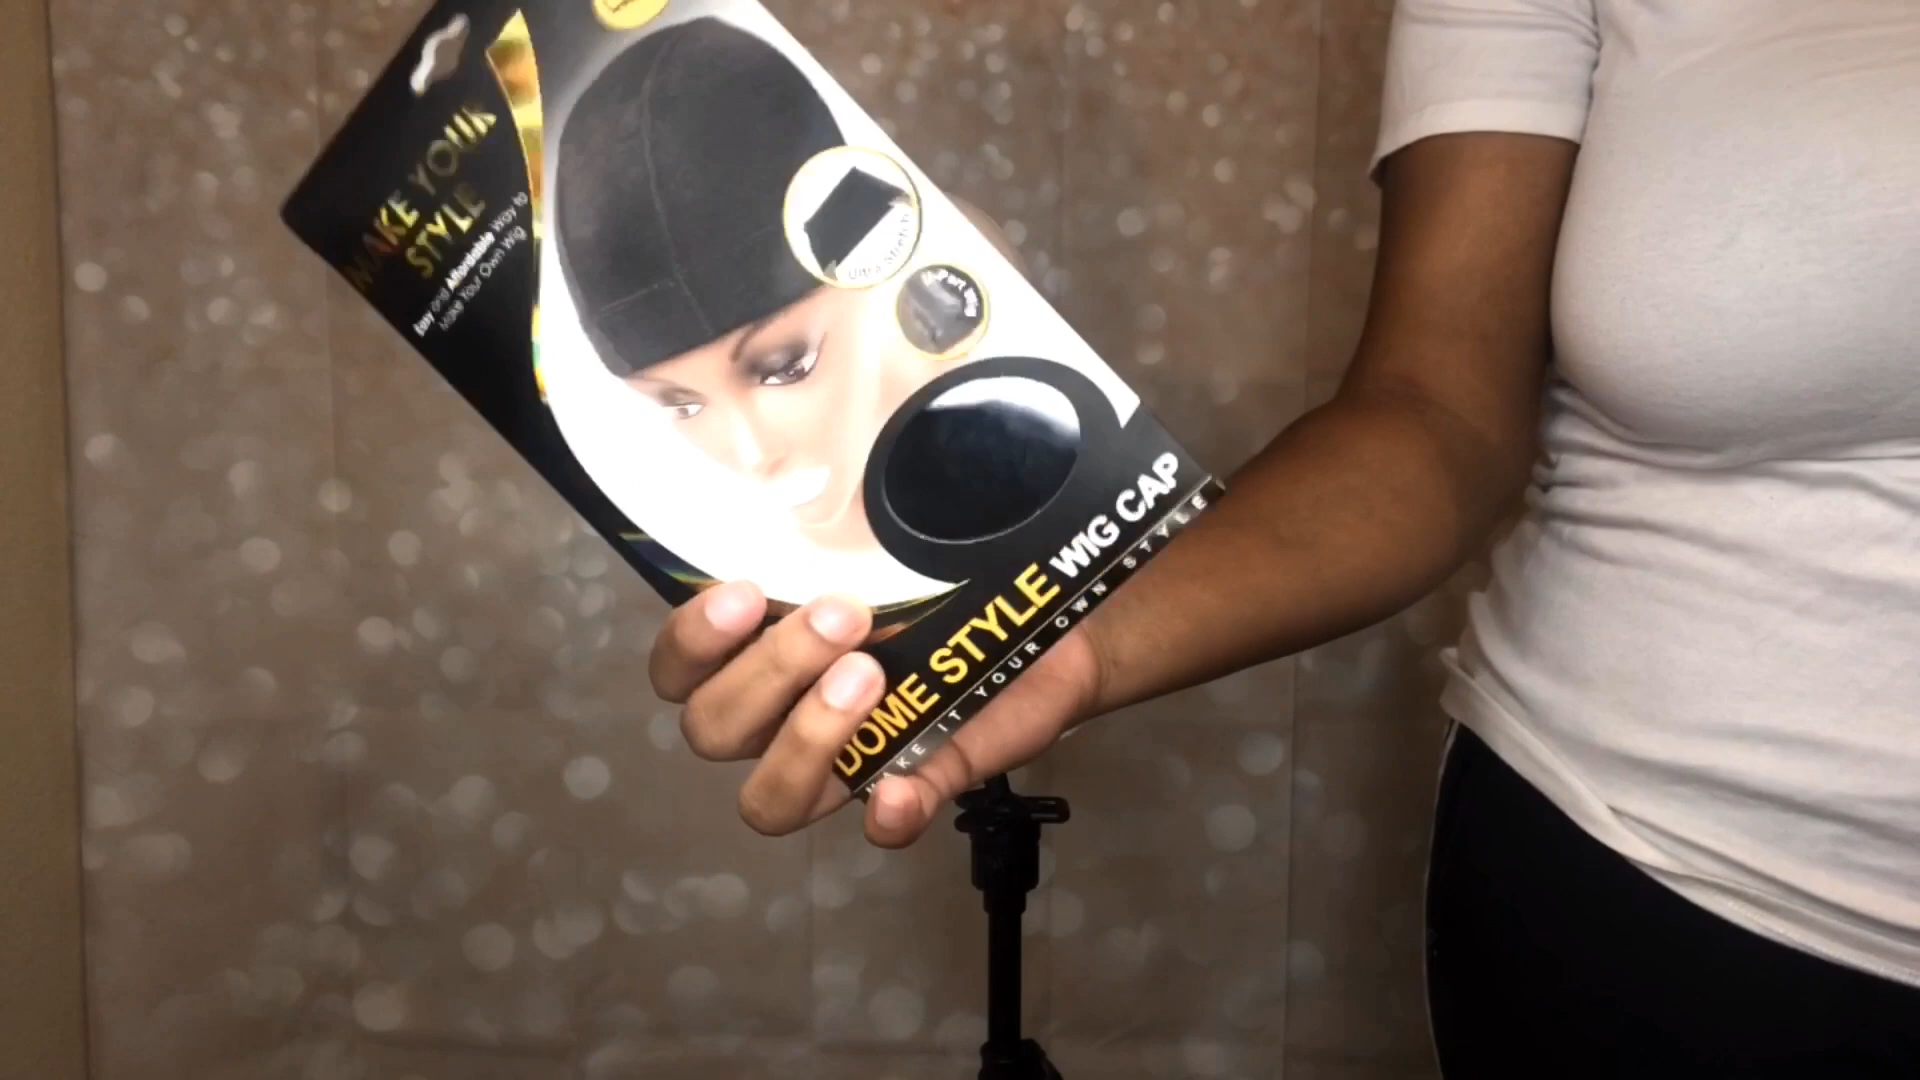 MAKE YOUR
STYLE
Easy and Affordable Way to
Make Your Own Wig
Ultra Stretch
DOME STYLE WIG CAP
MAKE IT YOUR OWN STYLE